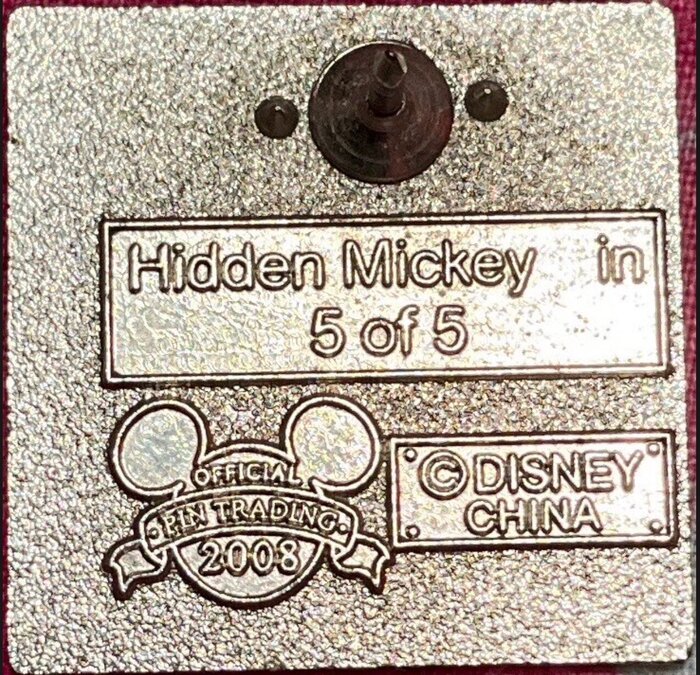 Hidden Mickey in
5 of 5
OFFICIAL
PIN TRADING
2008
© DISNEY
CHINA